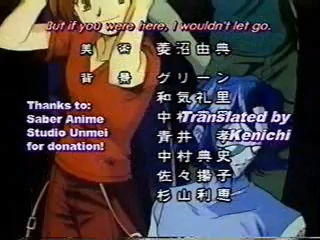 But if you were here, I wouldn't let go.
美術 菱沼由典
背景 グリーン
和気礼里
中村
青井 孝
中村典史
佐々 揚子
杉山利恵
Thanks to:
Saber Anime
Studio Unmei
for donation!
Translated by
Kenichi